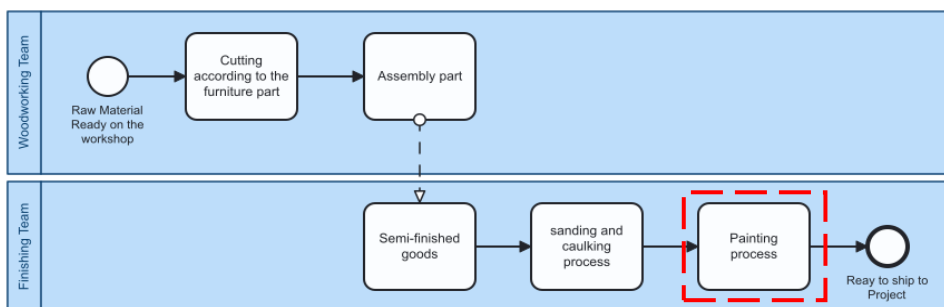 Woodworking Team
Raw Material
Ready on the
workshop
Cutting
according to the
furniture part
Assembly part
Finishing Team
Semi-finished
goods
sanding and
caulking
process
Painting
process
Reay to ship to
Project